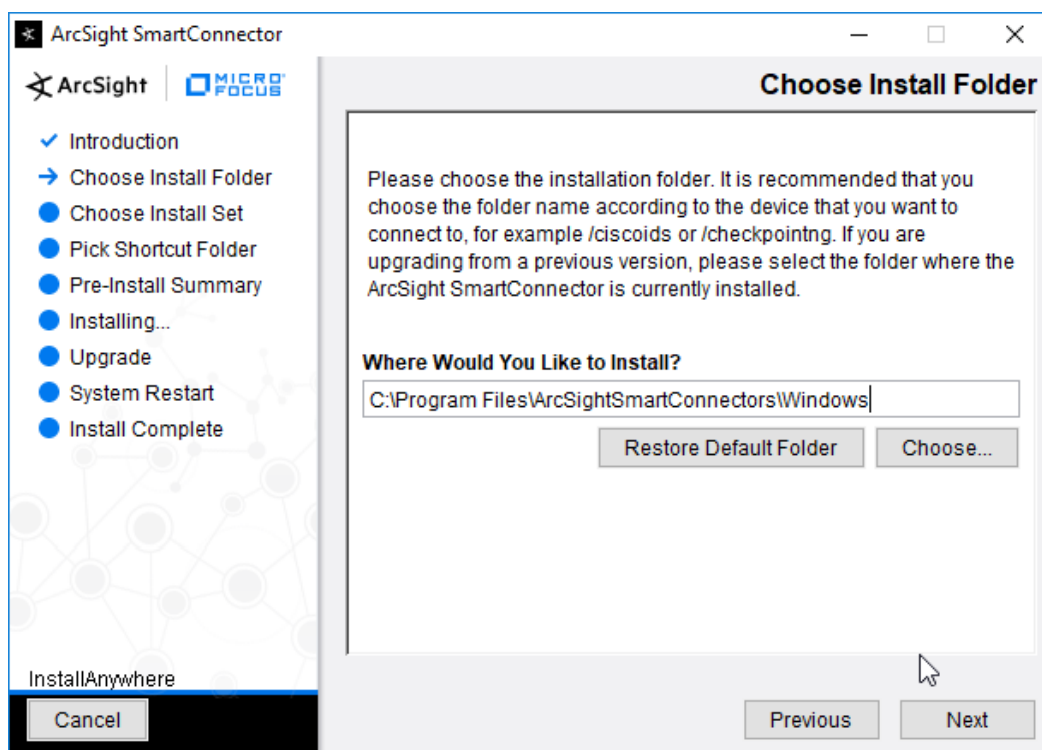 ArcSight SmartConnector
ArcSight
MICRO
FOCUS
Choose Install Folder
Introduction
Choose Install Folder
Choose Install Set
Pick Shortcut Folder
Pre-Install Summary
Installing...
Upgrade
System Restart
Install Complete
Please choose the installation folder. It is recommended that you
choose the folder name according to the device that you want to
connect to, for example /ciscoids or /checkpointng. If you are
upgrading from a previous version, please select the folder where the
ArcSight SmartConnector is currently installed.
Where Would You Like to Install?
C:\Program Files\ArcSightSmartConnectors\Windows
Restore Default Folder
Choose...
InstallAnywhere
Cancel
Previous
Next